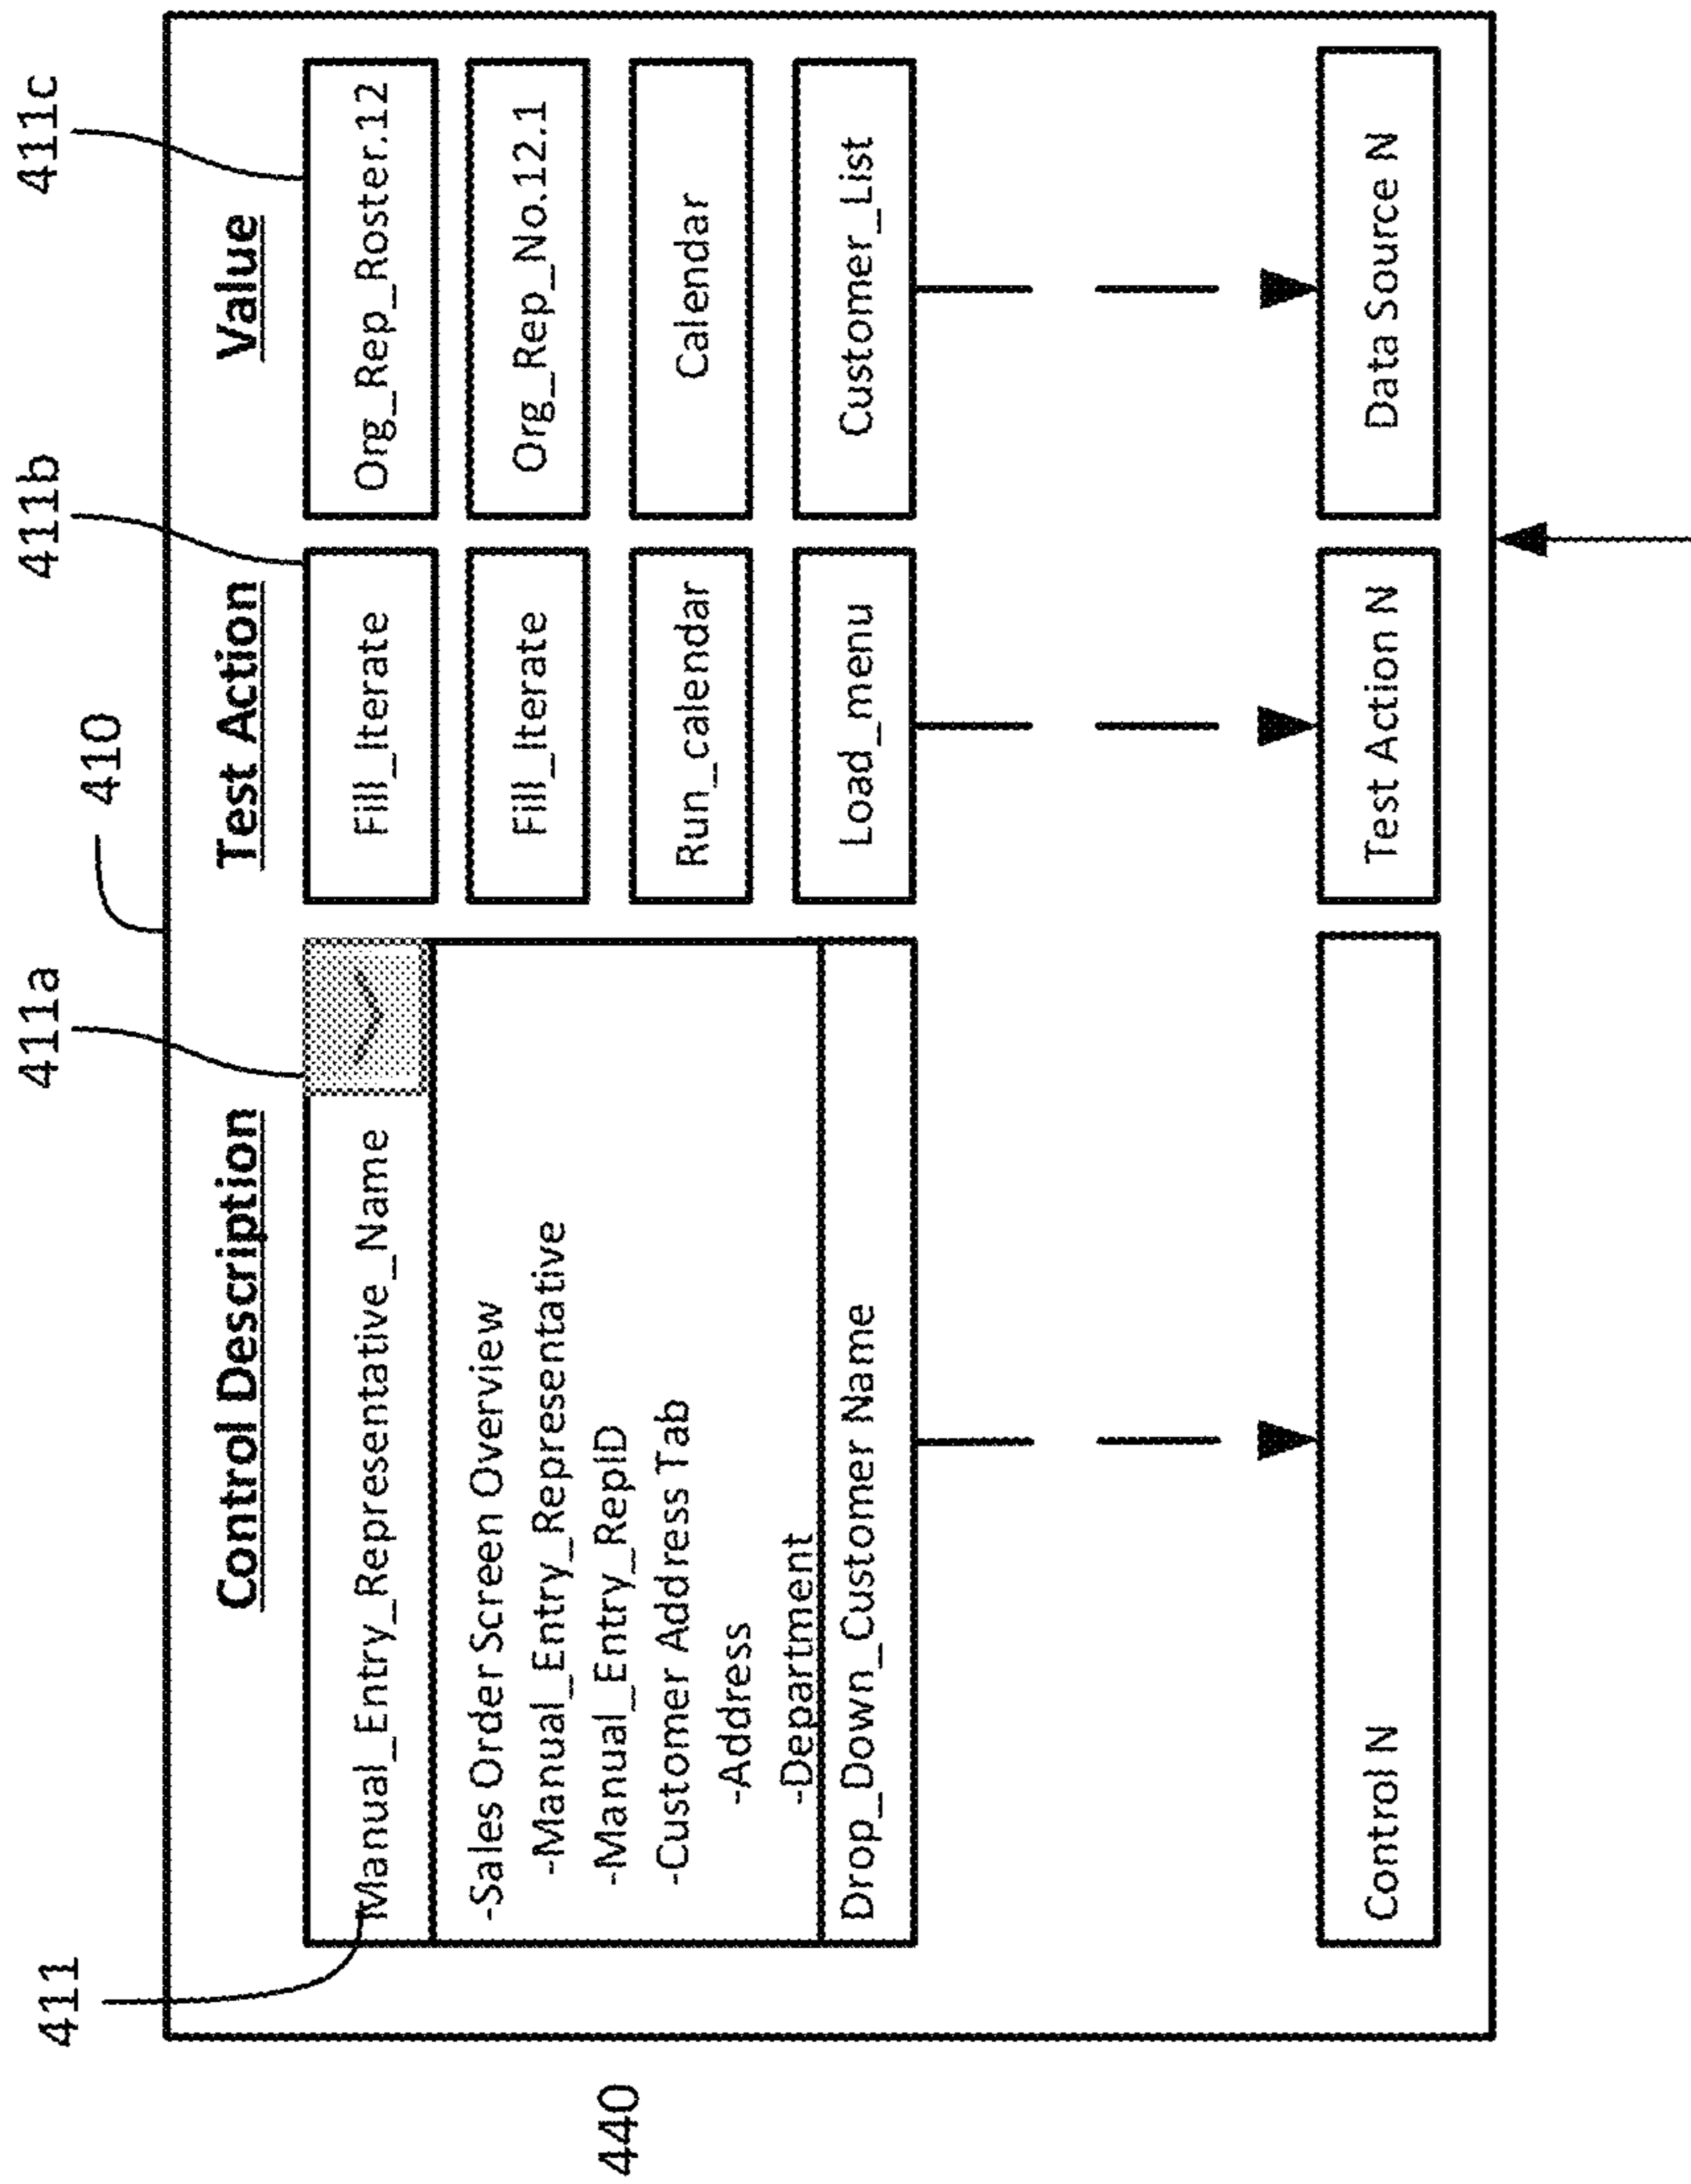 411
411a
410
411b
411c
Control Description
Test Action
Value
Manual_Entry_Representative_Name
Fill_Iterate
Org_Rep_Roster.12
-Sales Order Screen Overview
-Manual_Entry_Representative
-Manual_Entry_RepID
-Customer Address Tab
-Address
-Department
Fill_Iterate
Org_Rep_No.12.1
Run_calendar
Calendar
Drop_Down_Customer Name
Load_menu
Customer_List
440
Control N
Test Action N
Data Source N